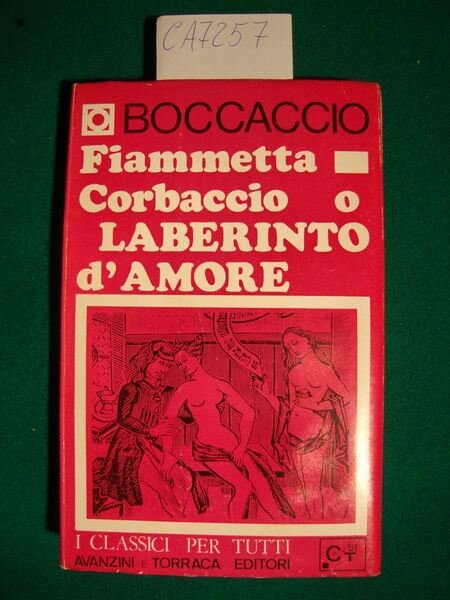 CA7257
BOCCACCIO
Fiammetta
Corbaccio o
LABERINTO
d'AMORE
I CLASSICI PER TUTTI
AVANZINI E TORRACA EDITORI